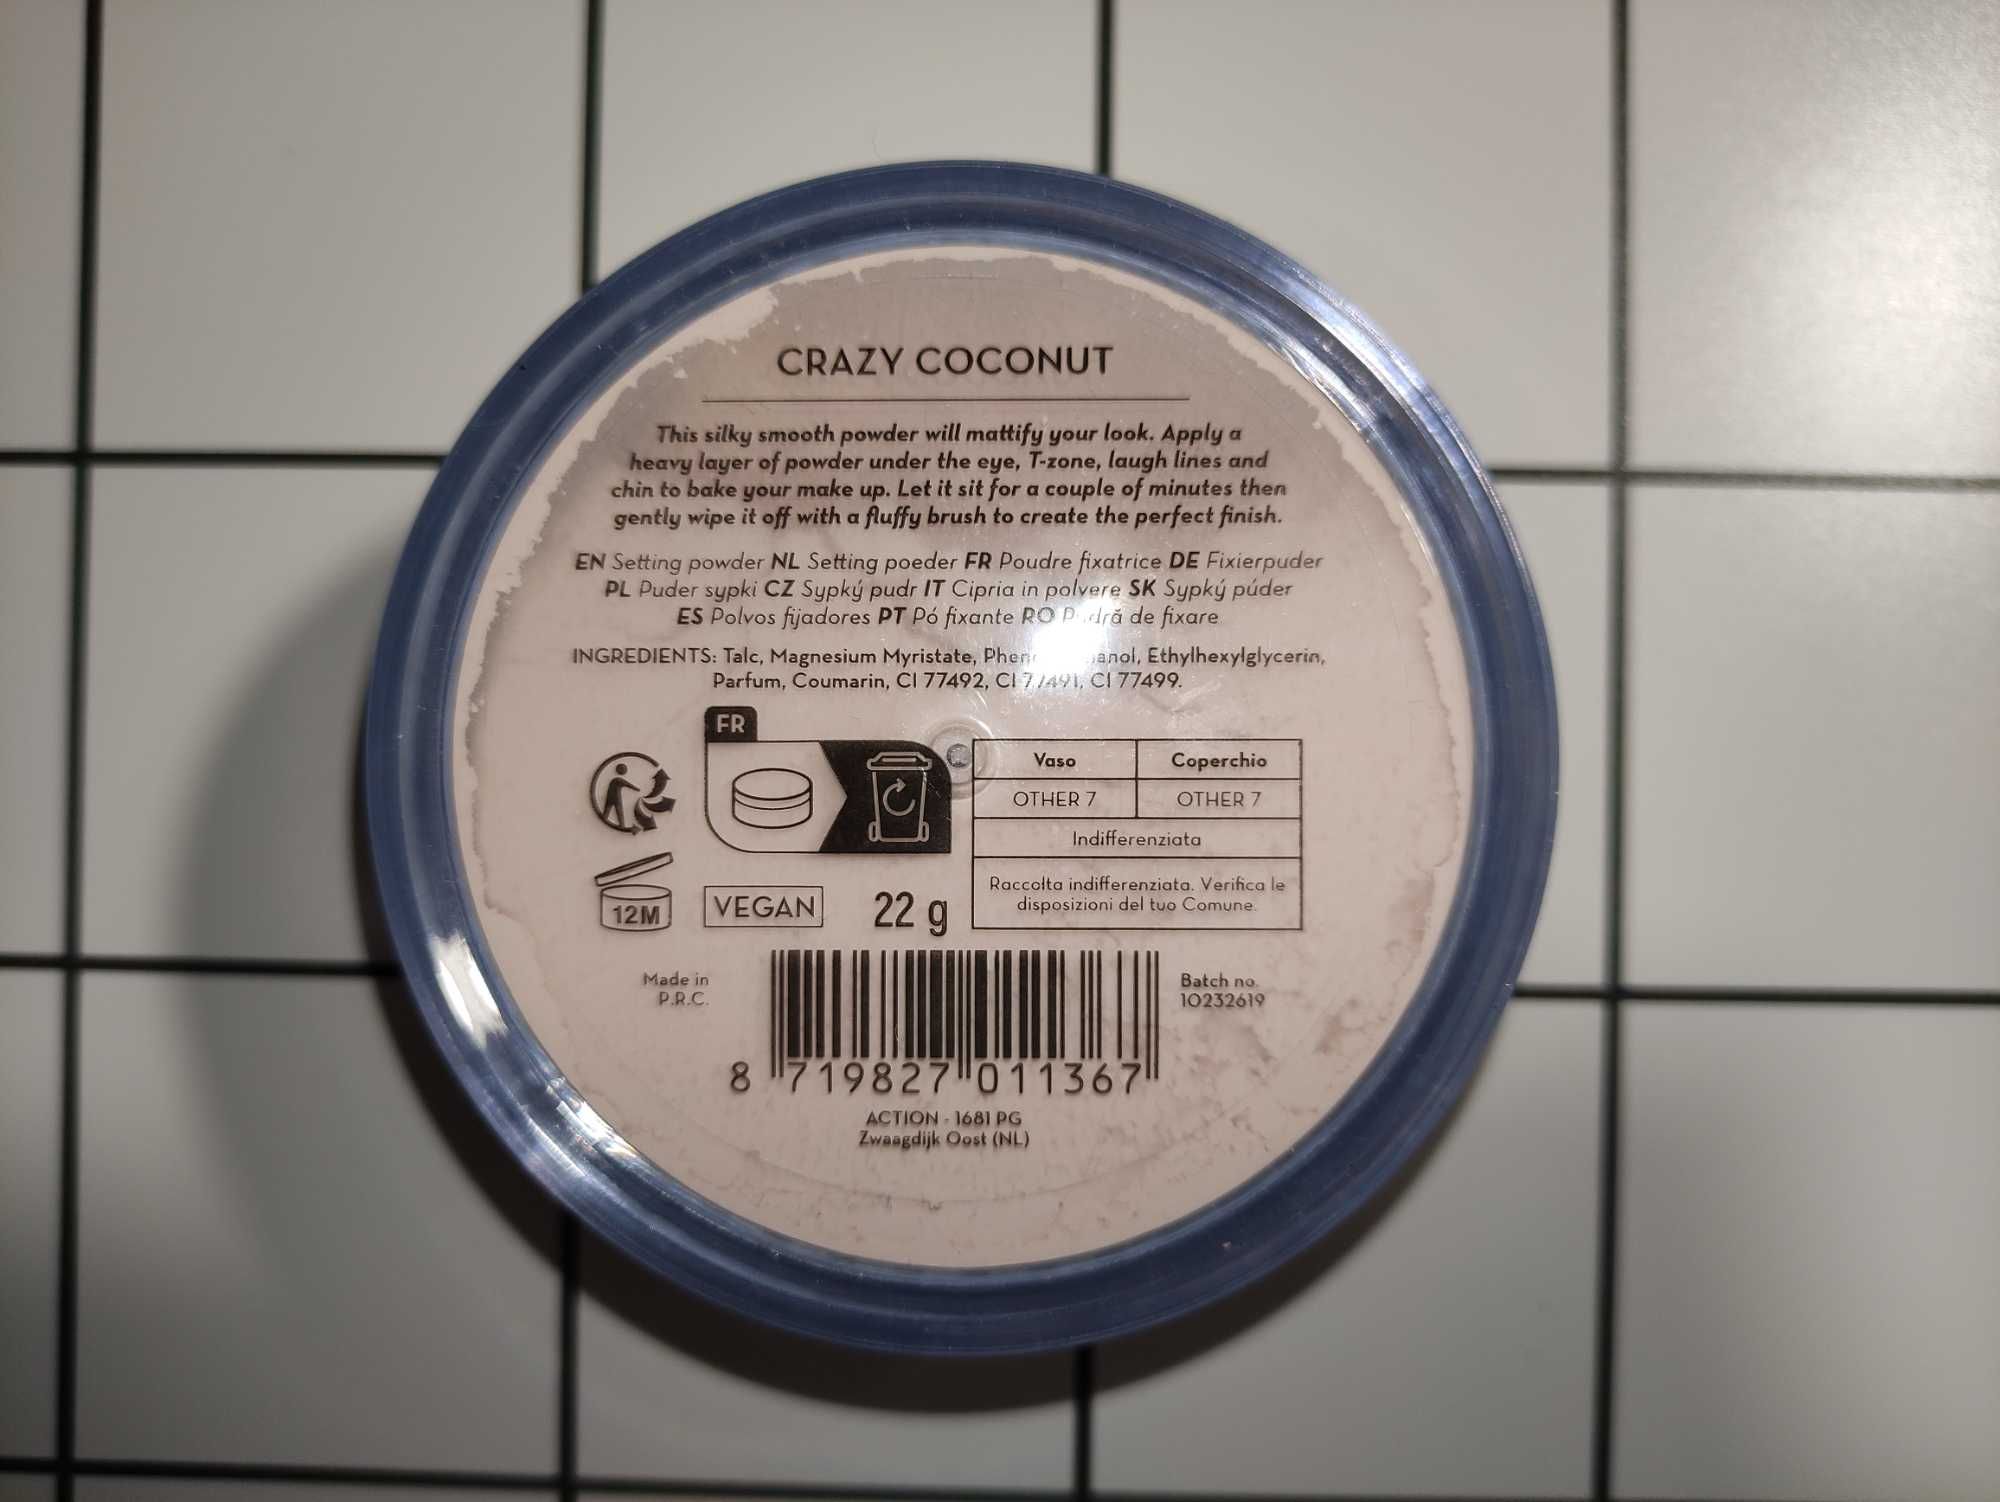 CRAZY COCONUT
This silky smooth powder will mattify your look. Apply a
heavy layer of powder under the eye, T-zone, laugh lines and
chin to bake your make up. Let it sit for a couple of minutes then
gently wipe it off with a fluffy brush to create the perfect finish.
EN Setting powder NL Setting poeder FR Poudre fixatrice DE Fixierpuder
PL Puder sypki CZ Sypký pudr IT Cipria in polvere SK Sypký púder
ES Polvos fijadores PT Pó fixante RO de fixare
INGREDIENTS: Talc, Magnesium Myristate, Ethylhexylglycerin,
Parfum, Coumarin, CI 77492, CI 77491, CI 77499.
FR
Vaso Coperchio
OTHER 7 OTHER 7
Indifferenziata
Raccolta indifferenziata. Verifica le
disposizioni del tuo Comune.
12M
VEGAN
22 g
Made in
P.R.C.
Batch no.
10232619
8 719827 011367
ACTION - 1681 PG
Zwaagdijk Oost (NL)